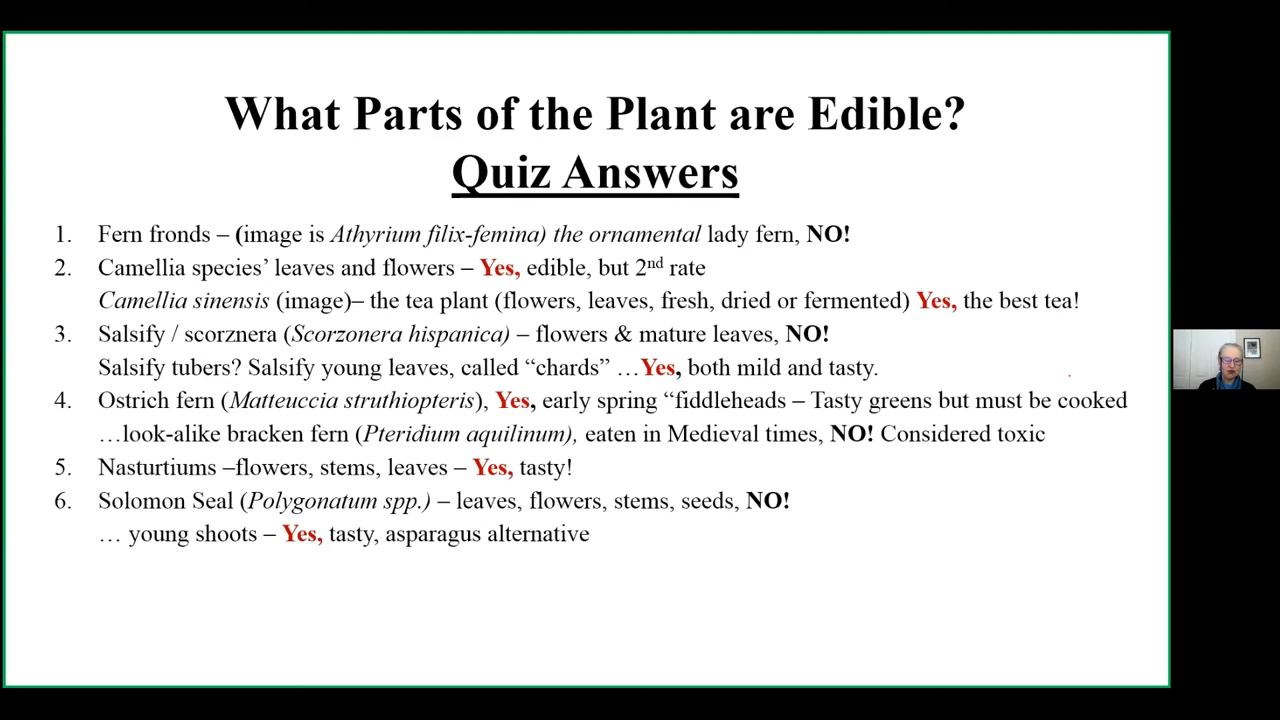 What Parts of the Plant are Edible?
Quiz Answers
1. Fern fronds – (image is Athyrium filix-femina) the ornamental lady fern, NO!
2. Camellia species’ leaves and flowers – Yes, edible, but 2nd rate
Camellia sinensis (image)– the tea plant (flowers, leaves, fresh, dried or fermented) Yes, the best tea!
3. Salsify / scorznera (Scorzonera hispanica) – flowers & mature leaves, NO!
Salsify tubers? Salsify young leaves, called “chards” …Yes, both mild and tasty.
4. Ostrich fern (Matteuccia struthiopteris), Yes, early spring “fiddleheads – Tasty greens but must be cooked
…look-alike bracken fern (Pteridium aquilinum), eaten in Medieval times, NO! Considered toxic
5. Nasturtiums –flowers, stems, leaves – Yes, tasty!
6. Solomon Seal (Polygonatum spp.) – leaves, flowers, stems, seeds, NO!
… young shoots – Yes, tasty, asparagus alternative